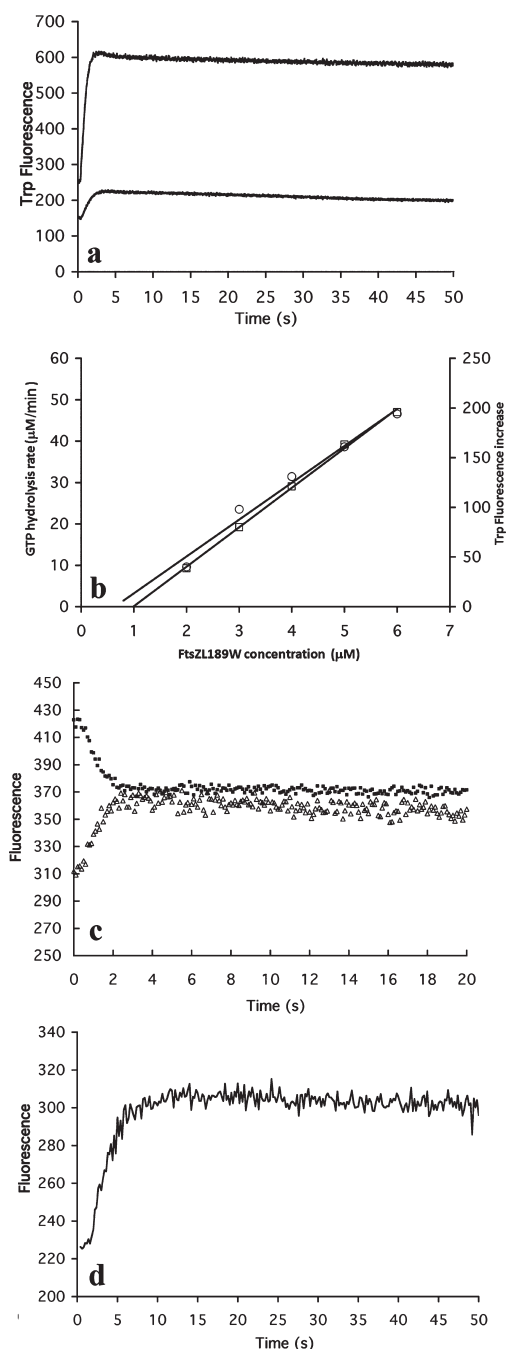 700
600
500
400
300
200
100
0
Trp Fluorescence
a
0 5 10 15 20 25 30 35 40 45 50
Time (s)
60
50
40
30
20
10
0
GTP hydrolysis rate (µM/min)
250
200
150
100
50
0
Trp Fluorescence increase
b
0 1 2 3 4 5 6 7
FtsZL189W concentration (µM)
450
430
410
390
370
350
330
310
290
270
250
Fluorescence
c
0 2 4 6 8 10 12 14 16 18 20
Time (s)
340
320
300
280
260
240
220
200
Fluorescence
d
0 5 10 15 20 25 30 35 40 45 50
Time (s)